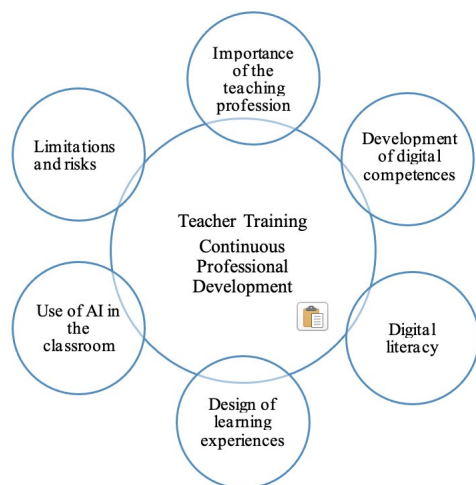 Importance
of the
teaching
profession
Limitations
and risks
Development
of digital
competences
Teacher Training
Continuous
Professional
Development
Use of AI in
the
classroom
Digital
literacy
Design of
learning
experiences